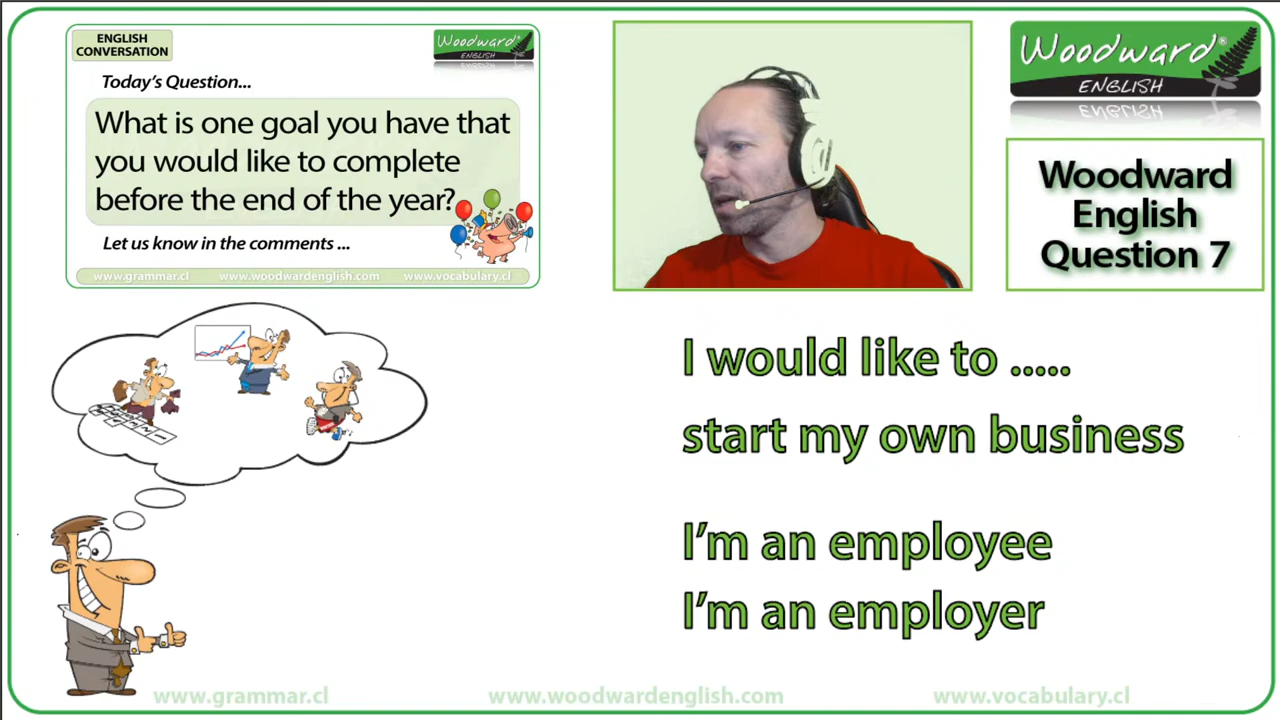 ENGLISH
CONVERSATION
Woodward
ENGLISH
Today's Question...
What is one goal you have that
you would like to complete
before the end of the year?
Let us know in the comments ...
www.grammar.cl www.woodwardenglish.com www.vocabulary.cl
Woodward®
ENGLISH
Woodward
English
Question 7
I would like to .....
start my own business
I'm an employee
I'm an employer
www.grammar.cl www.woodwardenglish.com www.vocabulary.cl